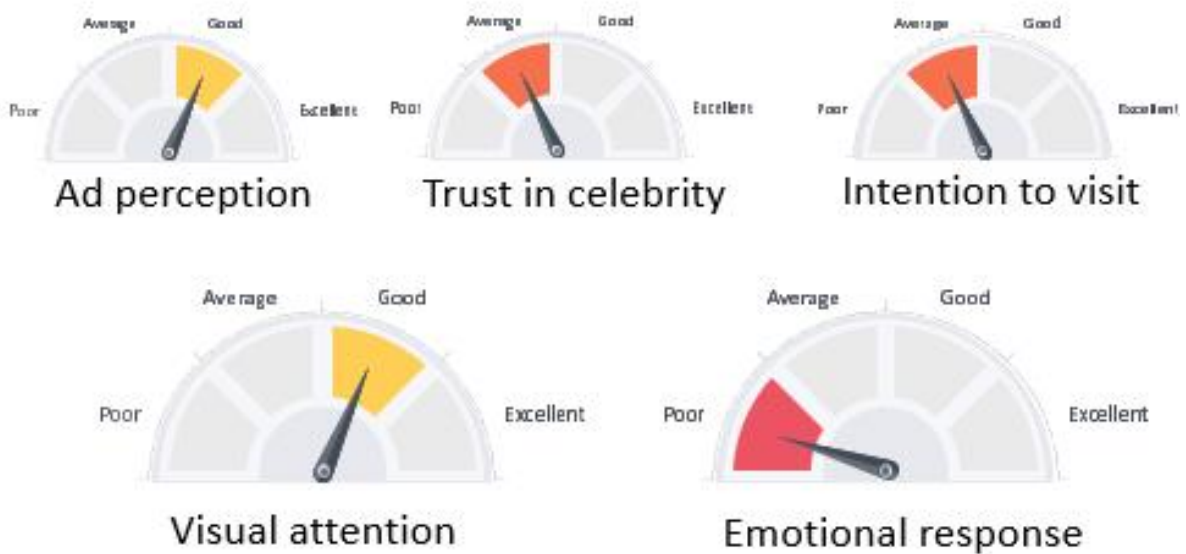 Average Good
Poor Excellent
Ad perception
Average Good
Poor Excellent
Trust in celebrity
Average Good
Poor Excellent
Intention to visit
Average Good
Poor Excellent
Visual attention
Average Good
Poor Excellent
Emotional response